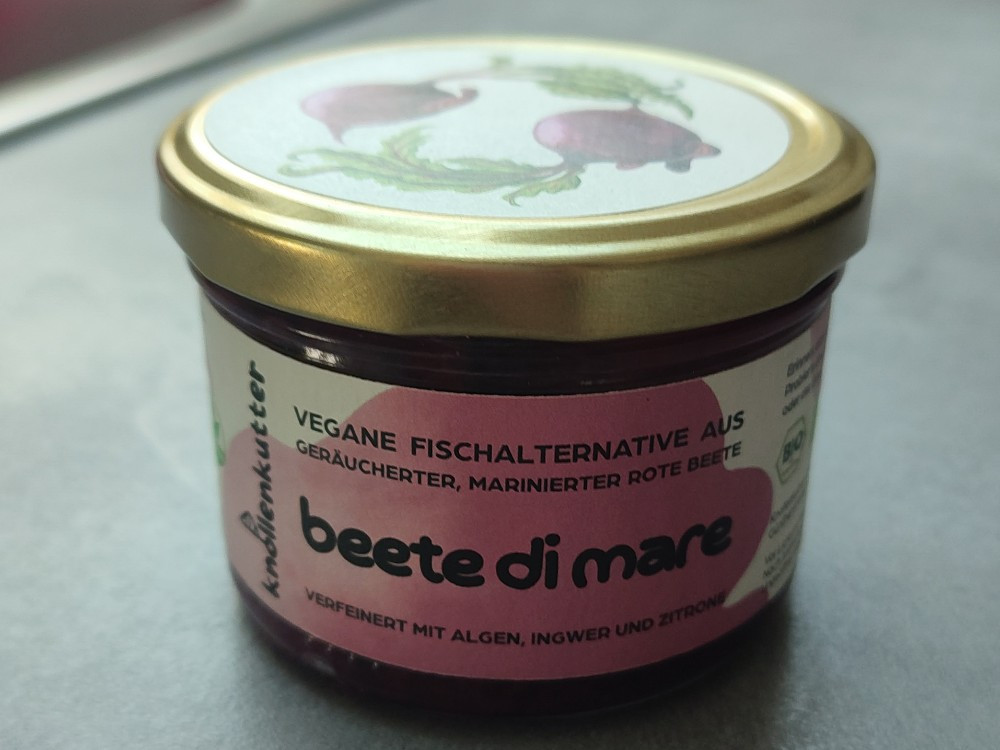 knollenkutter
VEGANE FISCHALTERNATIVE AUS
GERÄUCHERTER, MARINIERTER ROTE BEETE
beete di mare
VERFEINERT MIT ALGEN, INGWER UND ZITRONE
BIO